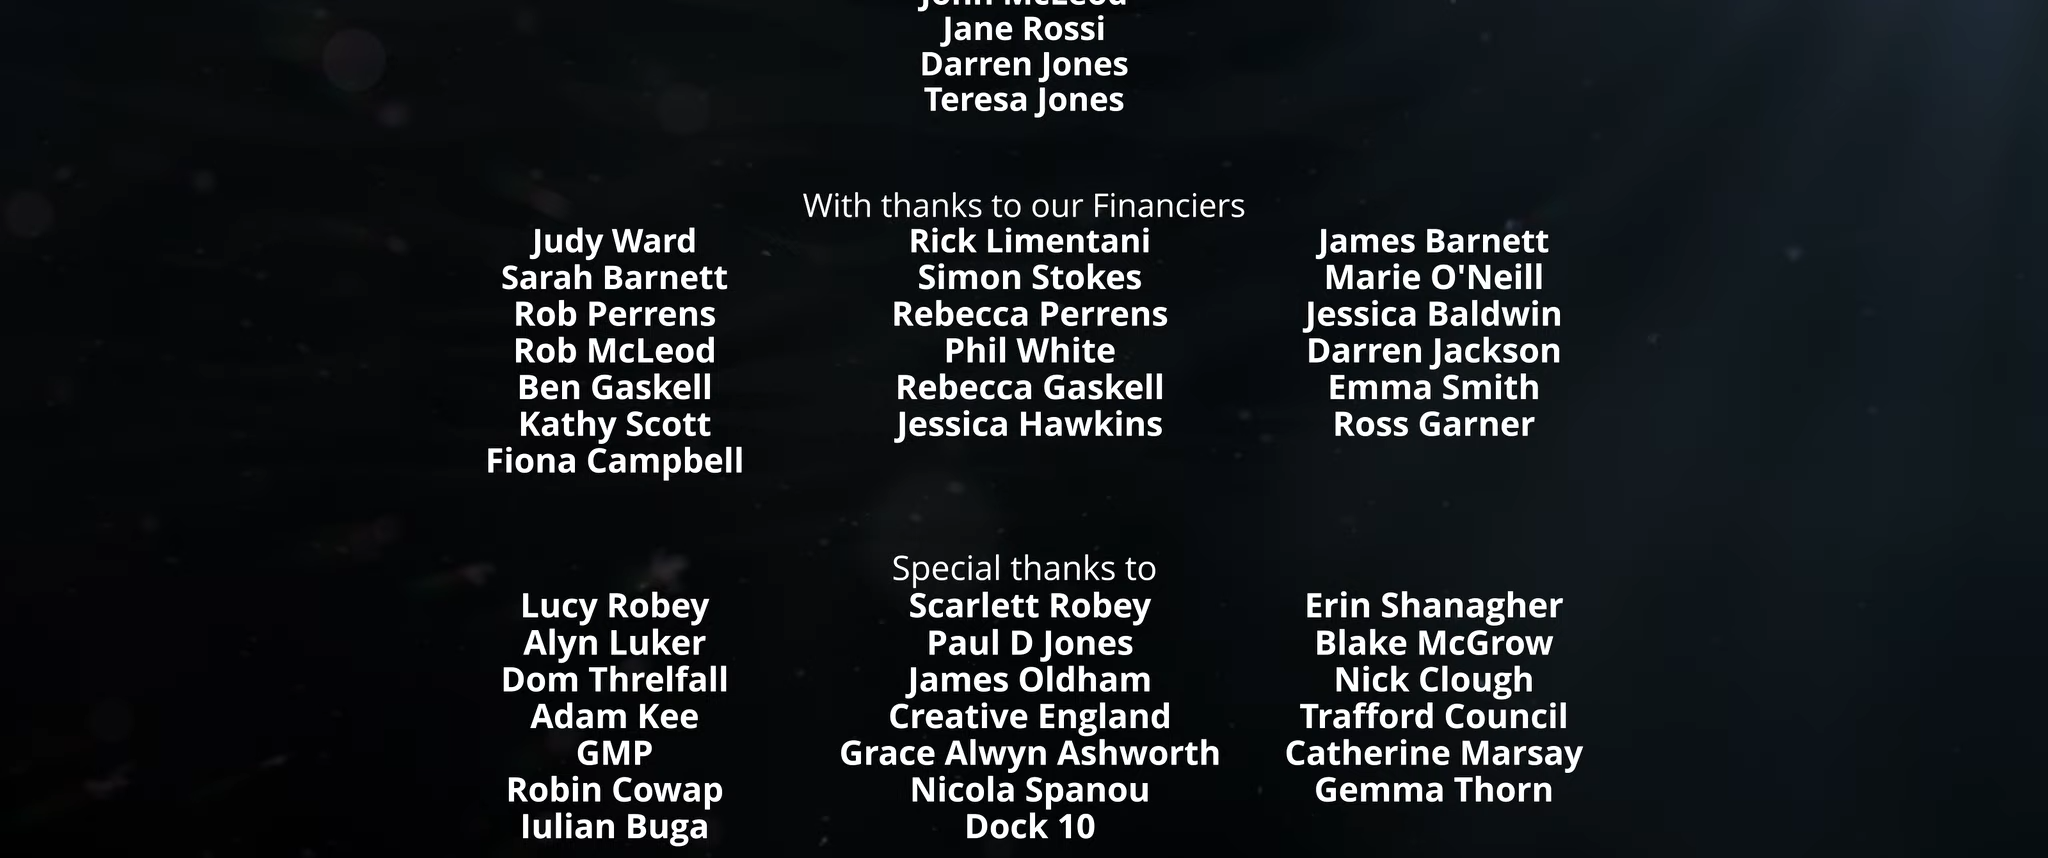 John McLeod
Jane Rossi
Darren Jones
Teresa Jones
With thanks to our Financiers
Judy Ward Rick Limentani James Barnett
Sarah Barnett Simon Stokes Marie O'Neill
Rob Perrens Rebecca Perrens Jessica Baldwin
Rob McLeod Phil White Darren Jackson
Ben Gaskell Rebecca Gaskell Emma Smith
Kathy Scott Jessica Hawkins Ross Garner
Fiona Campbell
Special thanks to
Lucy Robey Scarlett Robey Erin Shanagher
Alyn Luker Paul D Jones Blake McGrow
Dom Threlfall James Oldham Nick Clough
Adam Kee Creative England Trafford Council
GMP Grace Alwyn Ashworth Catherine Marsay
Robin Cowap Nicola Spanou Gemma Thorn
Iulian Buga Dock 10